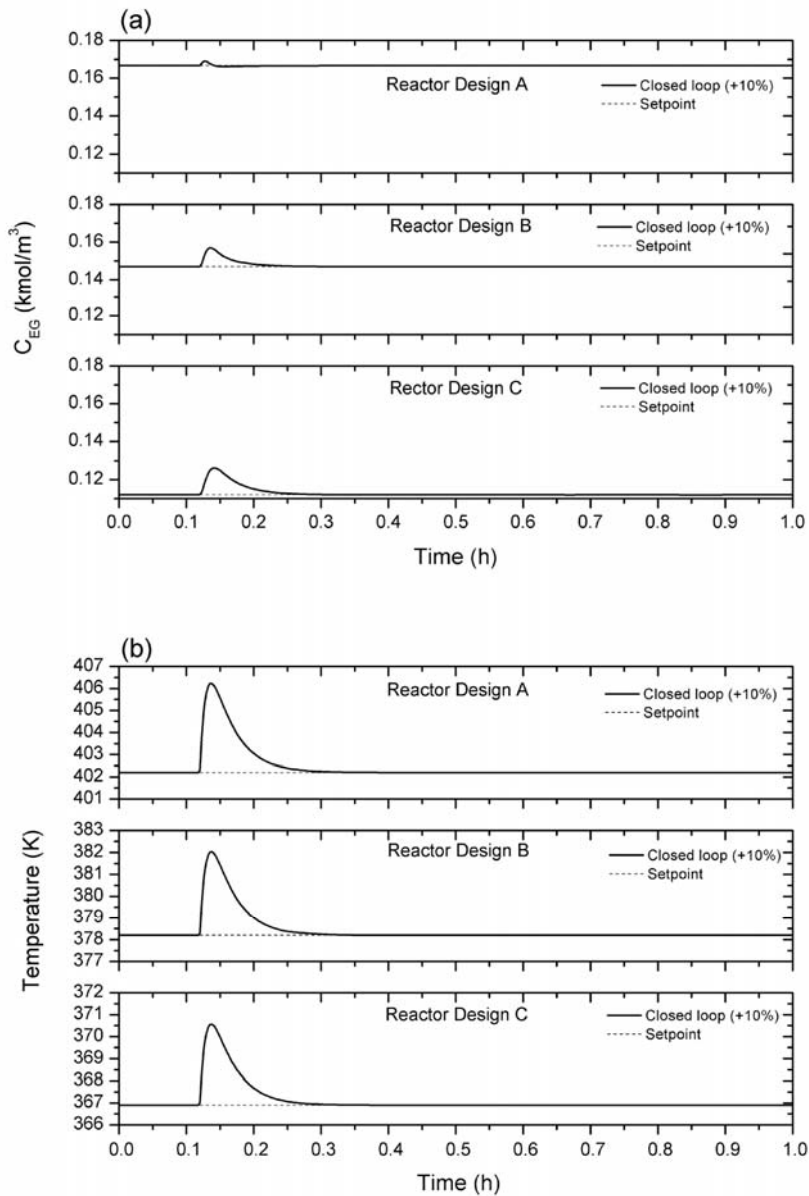 (a)
0.18
0.16
0.14
0.12
Reactor Design A
Closed loop (+10%)
Setpoint
0.18
0.16
0.14
0.12
Reactor Design B
Closed loop (+10%)
Setpoint
C_EG (kmol/m³)
0.18
0.16
0.14
0.12
Rector Design C
Closed loop (+10%)
Setpoint
0.0 0.1 0.2 0.3 0.4 0.5 0.6 0.7 0.8 0.9 1.0
Time (h)
(b)
407
406
405
404
403
402
401
Reactor Design A
Closed loop (+10%)
Setpoint
383
382
381
380
379
378
377
Reactor Design B
Closed loop (+10%)
Setpoint
Temperature (K)
372
371
370
369
368
367
366
Reactor Design C
Closed loop (+10%)
Setpoint
0.0 0.1 0.2 0.3 0.4 0.5 0.6 0.7 0.8 0.9 1.0
Time (h)